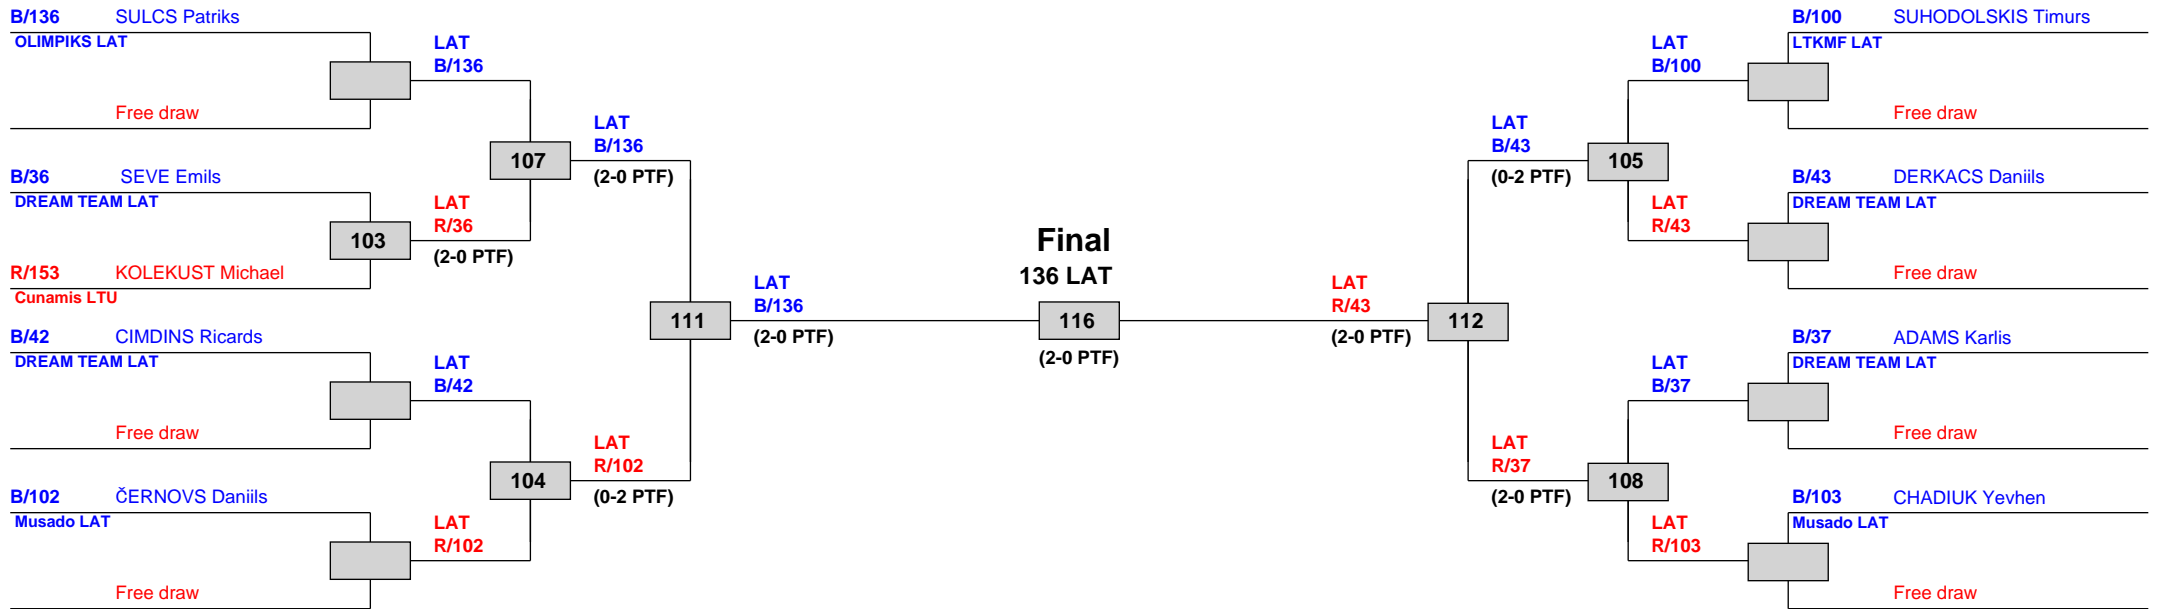 B/136 SULCS Patriks
OLIMPIKS LAT
Free draw
B/36 SEVE Emils
DREAM TEAM LAT
R/153 KOLEKUST Michael
Cunamis LTU
B/42 CIMDINS Ricards
DREAM TEAM LAT
Free draw
B/102 ČERNOVS Daniils
Musado LAT
Free draw
LAT
B/136
103
LAT
R/36
(2-0 PTF)
LAT
B/42
LAT
R/102
107
LAT
B/136
(2-0 PTF)
104
LAT
R/102
(0-2 PTF)
111
LAT
B/136
(2-0 PTF)
Final
136 LAT
116
(2-0 PTF)
LAT
R/43
(2-0 PTF)
112
LAT
B/43
(0-2 PTF)
105
LAT
R/37
(2-0 PTF)
108
LAT
B/100
LAT
R/43
LAT
B/37
LAT
R/103
B/100 SUHODOLSKIS Timurs
LTKMF LAT
Free draw
B/43 DERKACS Daniils
DREAM TEAM LAT
Free draw
B/37 ADAMS Karlis
DREAM TEAM LAT
Free draw
B/103 CHADIUK Yevhen
Musado LAT
Free draw